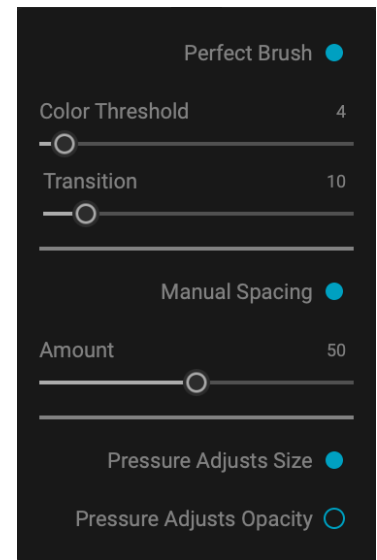 Perfect Brush
Color Threshold 4
Transition 10
Manual Spacing
Amount 50
Pressure Adjusts Size
Pressure Adjusts Opacity